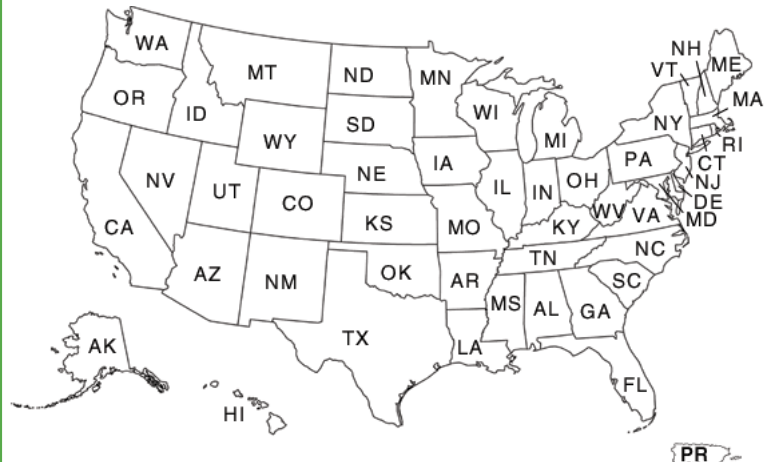 NH
ME
WA
VT
MT
ND
MN
OR
MA
ID
WI
NY
SD
WY
MI
RI
PA
IA
CT
NE
NV
IL
IN
OH
NJ
UT
CO
DE
WV
VA
MD
KS
CA
MO
KY
NC
TN
AZ
OK
NM
AR
SC
MS
AL
GA
TX
AK
LA
FL
HI
PR